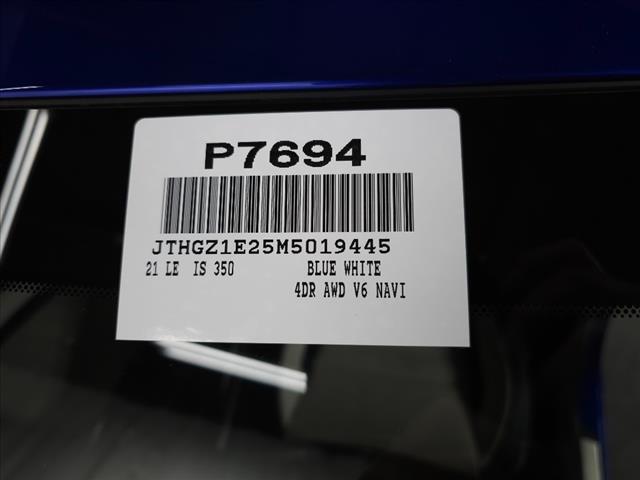 P7694
JTHGZ1E25M5019445
21 LE IS 350 BLUE WHITE
4DR AWD V6 NAVI